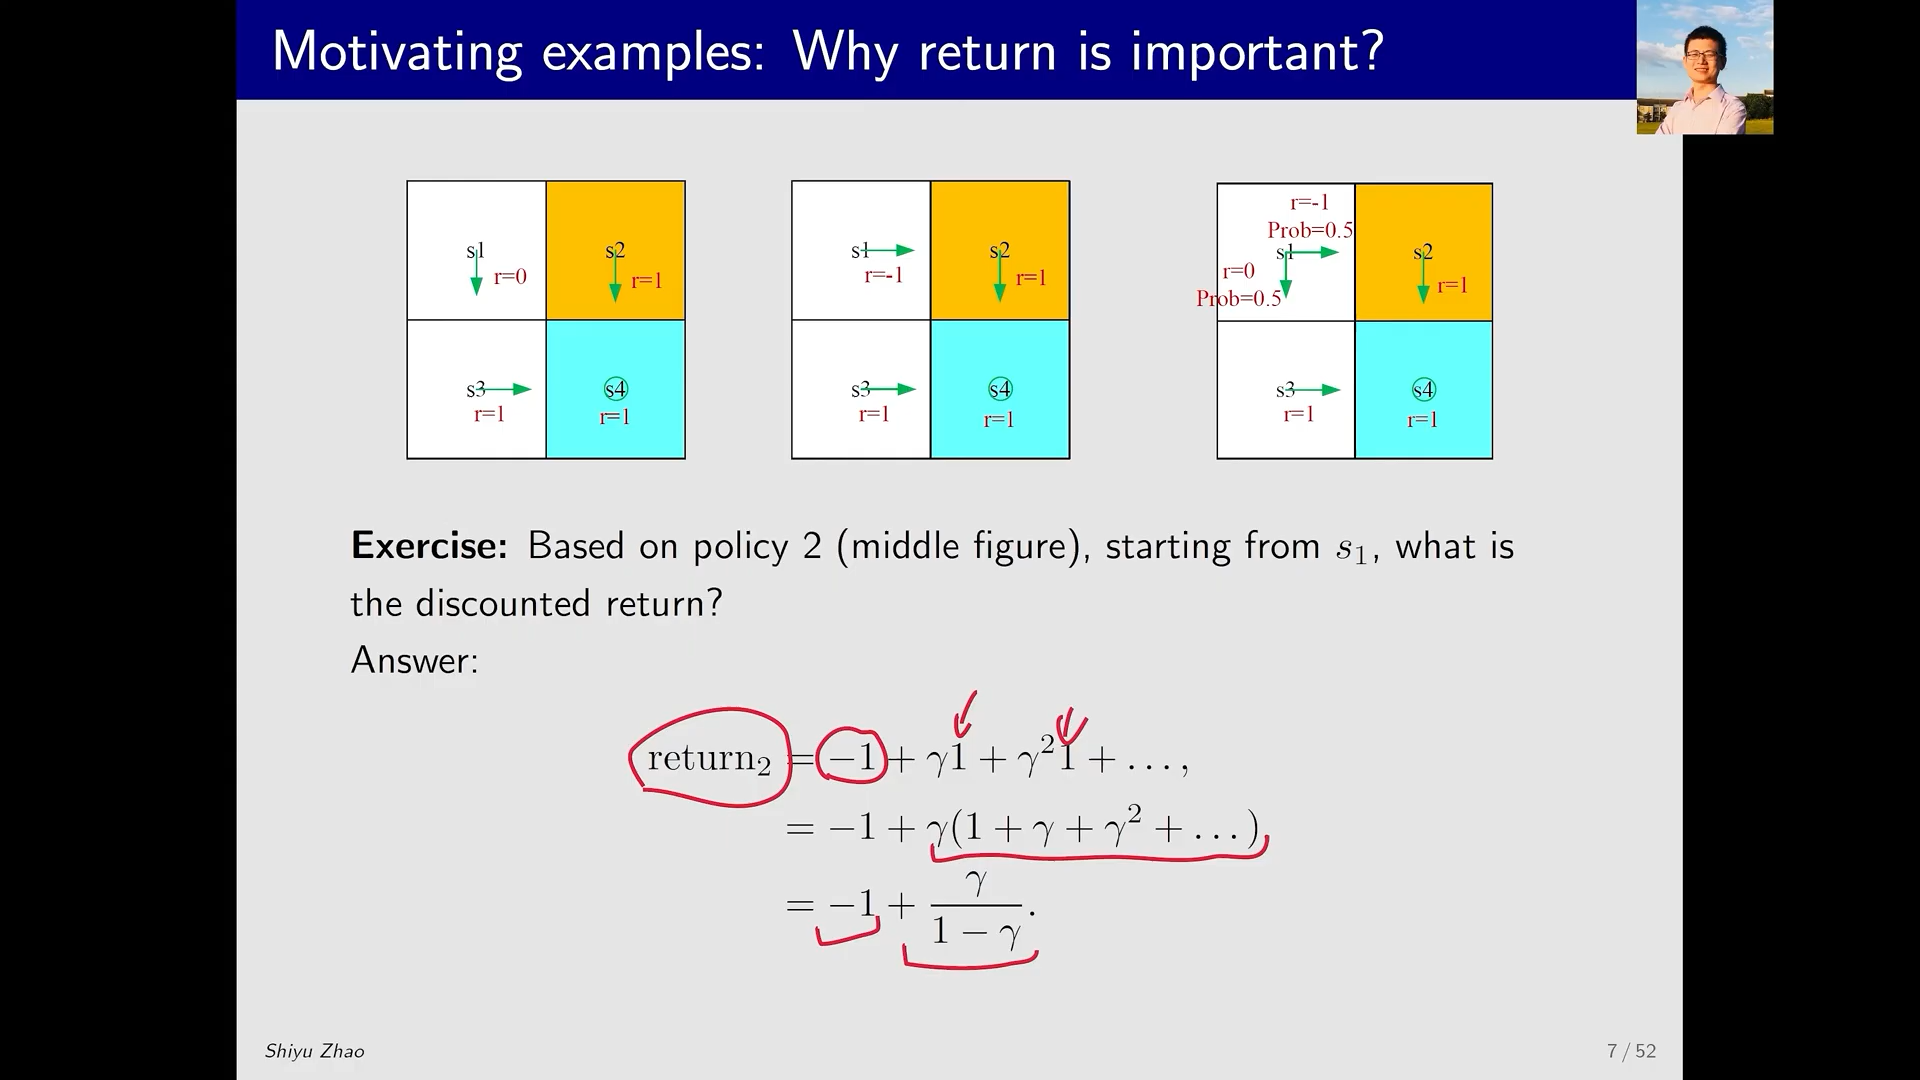 Motivating examples: Why return is important?
s1 r=0 s2 r=1
s3 r=1 s4 r=1
s1 r=-1 s2 r=1
s3 r=1 s4 r=1
r=-1
Prob=0.5
s1 s2
r=0 r=1
Prob=0.5
s3 s4
r=1 r=1
Exercise: Based on policy 2 (middle figure), starting from s₁, what is
the discounted return?
Answer:
return₂ = −1 + γ1 + γ²1 + . . . ,
= −1 + γ(1 + γ + γ² + . . . ),
= −1 + γ/(1 − γ).
Shiyu Zhao 7 / 52